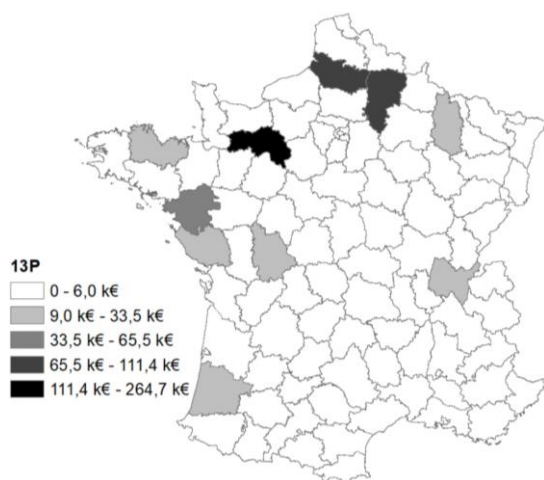 13P
0 - 6,0 k€
9,0 k€ - 33,5 k€
33,5 k€ - 65,5 k€
65,5 k€ - 111,4 k€
111,4 k€ - 264,7 k€